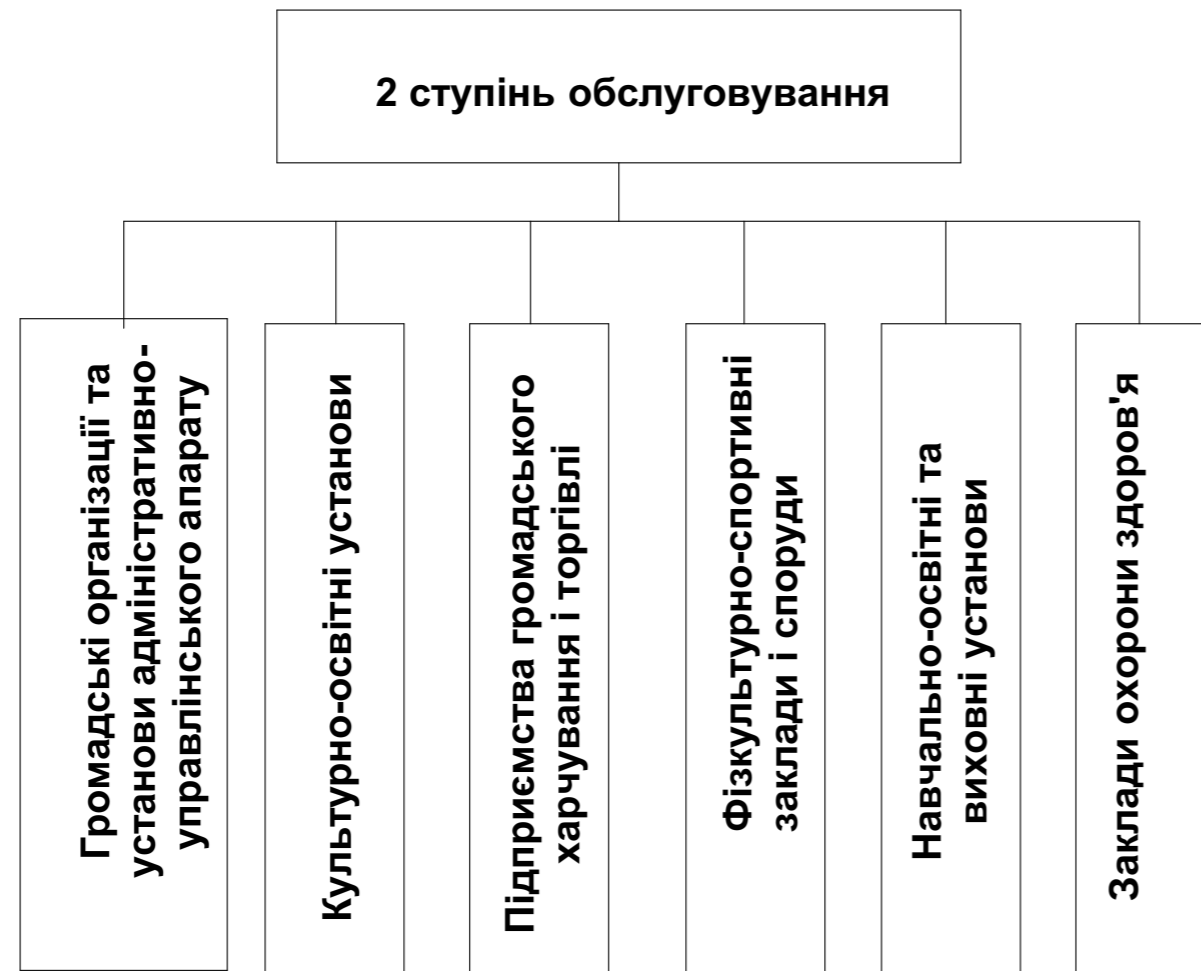 2 ступінь обслуговування
Громадські організації та
установи адміністративно-
управлінського апарату
Культурно-освітні установи
Підприємства громадського
харчування і торгівлі
Фізкультурно-спортивні
заклади і споруди
Навчально-освітні та
виховні установи
Заклади охорони здоров'я